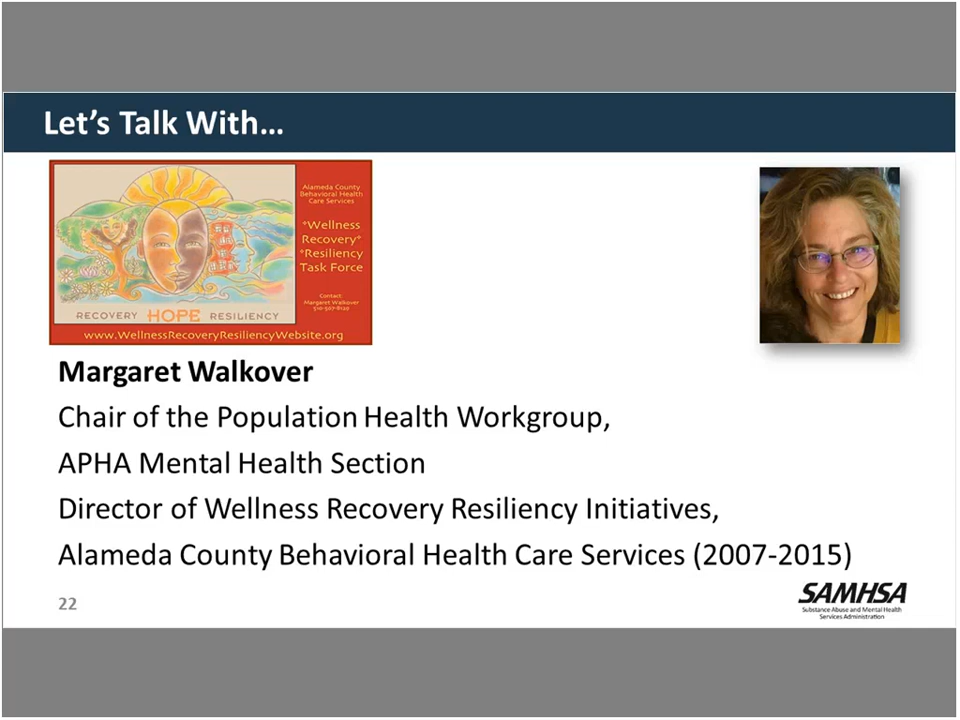 Let's Talk With...
Alameda County
Behavioral Health
Care Services
*Wellness
Recovery*
*Resiliency
Task Force
Contact:
Margaret Walkover
RECOVERY HOPE RESILIENCY
www.WellnessRecoveryResiliencyWebsite.org
Margaret Walkover
Chair of the Population Health Workgroup,
APHA Mental Health Section
Director of Wellness Recovery Resiliency Initiatives,
Alameda County Behavioral Health Care Services (2007-2015)
22
SAMHSA
Substance Abuse and Mental Health
Services Administration